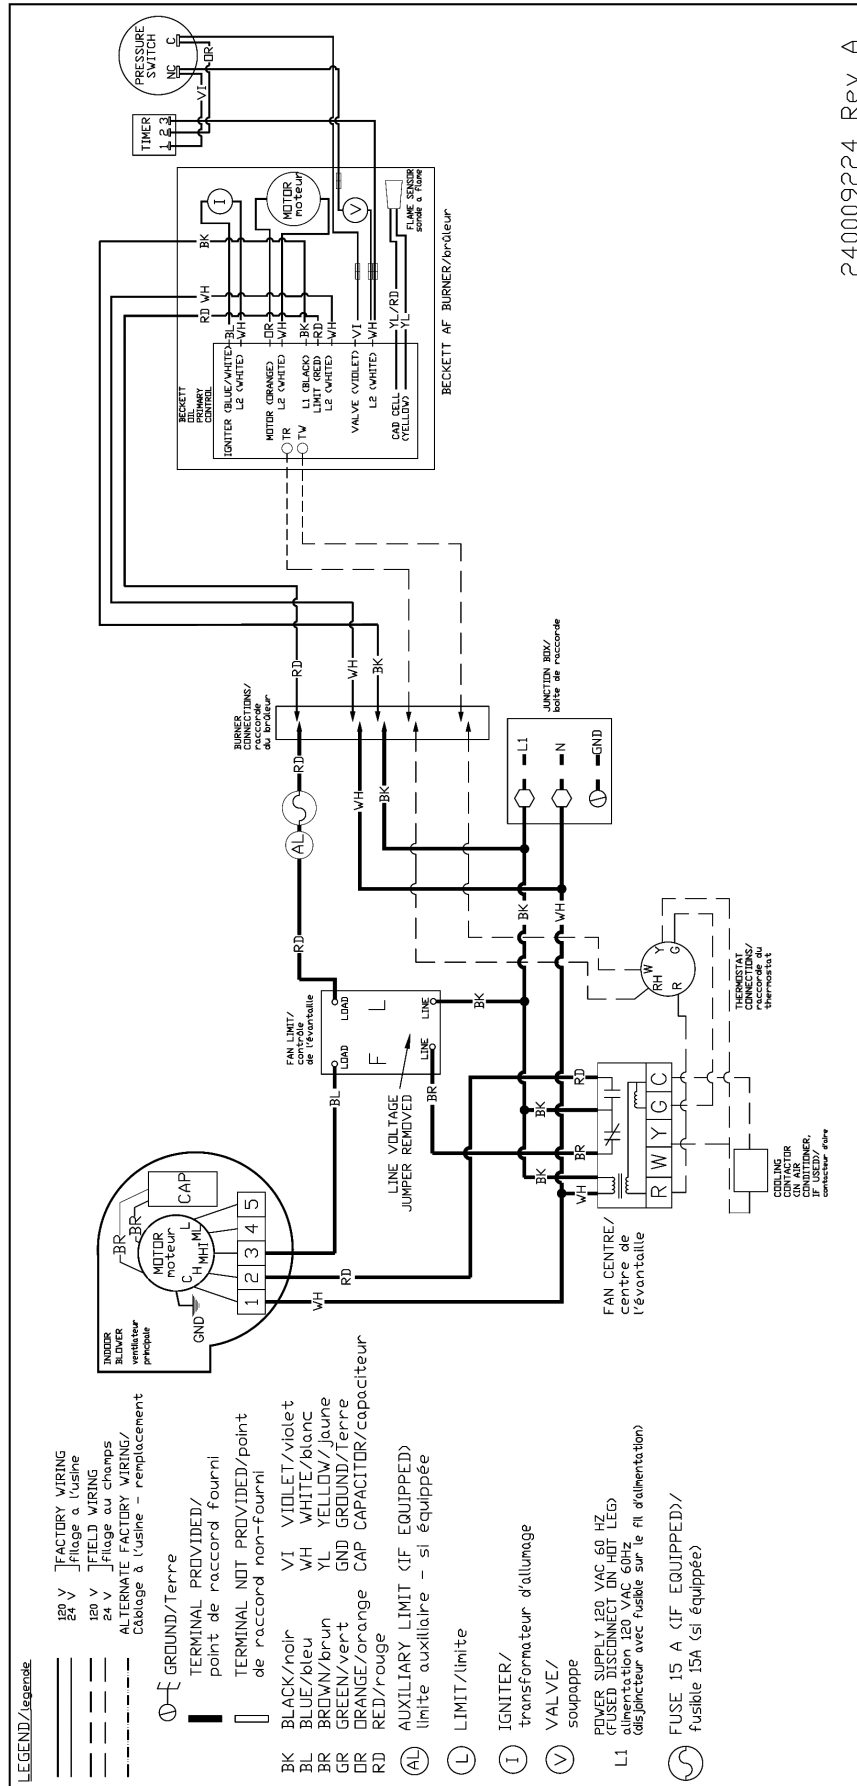 LEGEND/legende
120 V
24 V
FACTORY WIRING
filage a l'usine
120 V
24 V
FIELD WIRING
filage au champs
ALTERNATE FACTORY WIRING/
Câblage à l'usine - remplacement
GROUND/Terre
TERMINAL PROVIDED/
point de raccord fourni
TERMINAL NOT PROVIDED/point
de raccord non-fourni
BK BLACK/noir
BL BLUE/bleu
BR BROWN/brun
GR GREEN/vert
OR ORANGE/orange
RD RED/rouge
VI VIOLET/violet
WH WHITE/blanc
YL YELLOW/jaune
GND GROUND/Terre
CAP CAPACITOR/capaciteur
AL AUXILIARY LIMIT (IF EQUIPPED)
limite auxillaire - si équippée
L LIMIT/limite
I IGNITER/
transformateur d'allumage
V VALVE/
soupappe
L1 POWER SUPPLY 120 VAC 60 HZ
(FUSED DISCONNECT ON HOT LEG)
alimentation 120 VAC 60Hz
(disjoncteur avec fusible sur le fil d'alimentation)
FUSE 15 A (IF EQUIPPED)/
fusible 15A (si équippée)
INDOOR
BLOWER
ventilateur
principale
MOTOR
moteur
C
H
MHI
ML
L
CAP
BR
BR
GND
1 2 3 4 5
WH
RD
BL
FAN LIMIT/
contrôle
de l'évantaille
LOAD
LOAD
F L
LINE
LINE
LINE VOLTAGE
JUMPER REMOVED
BR
BK
RD
AL
RD
BURNER
CONNECTIONS/
raccorde
du brûleur
WH
BK
RD
WH
BK
JUNCTION BOX/
boite de raccorde
L1
N
GND
BK
WH
WH
BK
BR
BK
RD
R W Y G C
FAN CENTRE/
centre de
l'évantaille
RH
W
Y
G
R
THERMOSTAT
CONNECTIONS/
raccorde du
thermostat
COOLING
CONTACTOR
(IN AIR
CONDITIONER,
IF USED)/
contacteur d'aire
BECKETT
OIL
PRIMARY
CONTROL
IGNITER (BLUE/WHITE)
L2 (WHITE)
MOTOR (ORANGE)
L2 (WHITE)
L1 (BLACK)
LIMIT (RED)
L2 (WHITE)
VALVE (VIOLET)
L2 (WHITE)
CAD CELL
(YELLOW)
TR
TW
BL
WH
OR
WH
BK
RD
WH
VI
WH
YL/RD
YL
RD
WH
BK
I
MOTOR
moteur
V
FLAME SENSOR
sonde a flame
BECKETT AF BURNER/brûleur
TIMER
1 2 3
PRESSURE
SWITCH
NC
C
VI
OR
240009224 Rev A